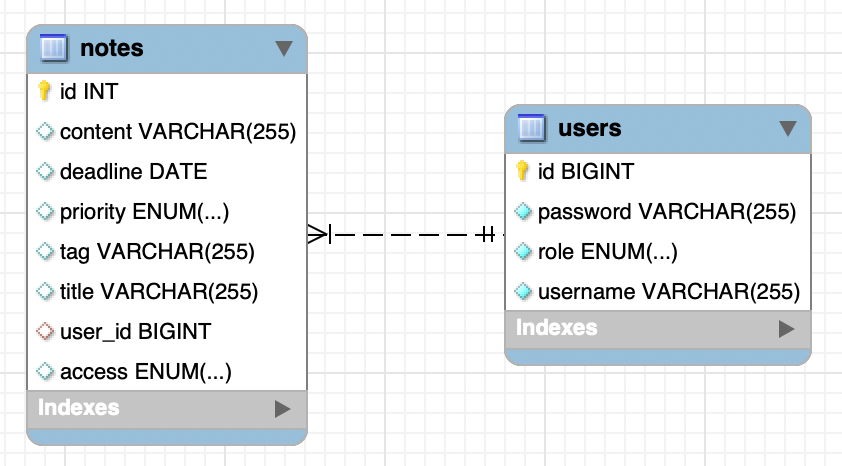 notes
id INT
content VARCHAR(255)
deadline DATE
priority ENUM(...)
tag VARCHAR(255)
title VARCHAR(255)
user_id BIGINT
access ENUM(...)
Indexes
users
id BIGINT
password VARCHAR(255)
role ENUM(...)
username VARCHAR(255)
Indexes